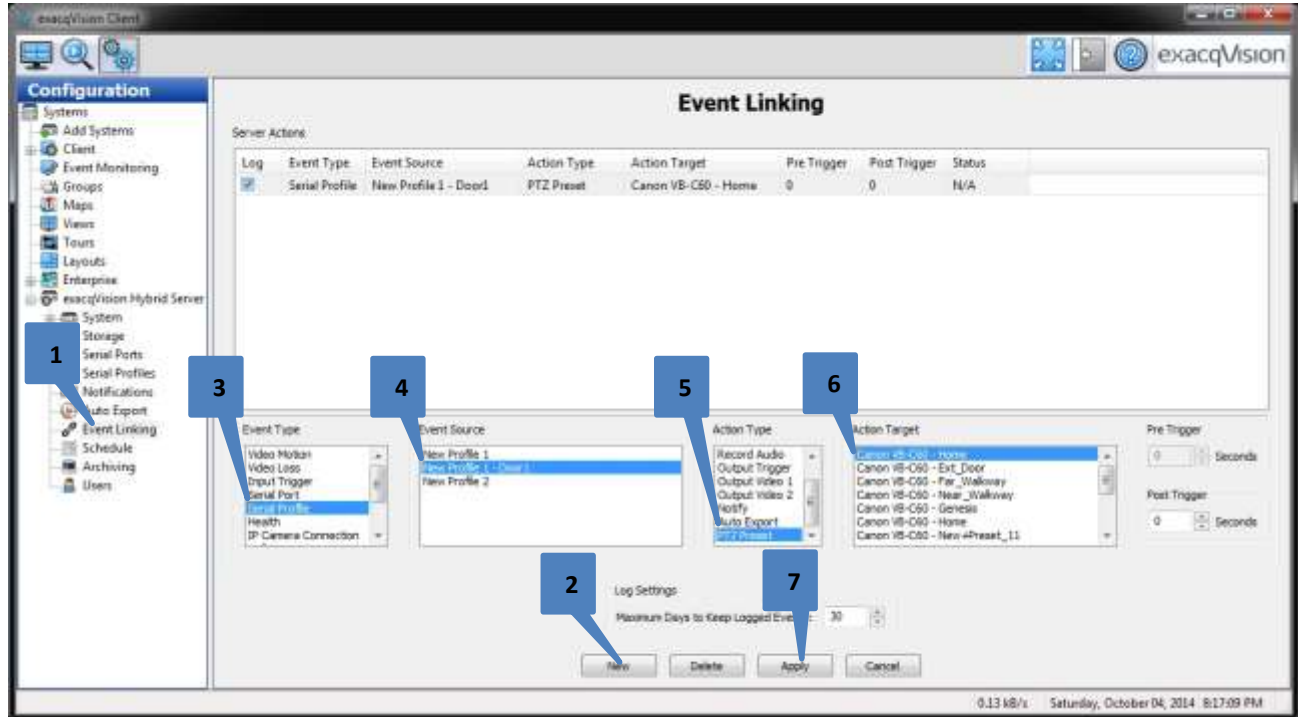 exacqVision Client
exacqVision
Configuration
Systems
Add Systems
Client
Event Monitoring
Groups
Maps
Views
Tours
Layouts
Enterprise
exacqVision Hybrid Server
System
Storage
Serial Ports
Serial Profiles
Notifications
Auto Export
Event Linking
Schedule
Archiving
Users
1
Event Linking
Server Actions
Log Event Type Event Source Action Type Action Target Pre Trigger Post Trigger Status
Serial Profile New Profile 1 - Door1 PTZ Preset Canon VB-C60 - Home 0 0 N/A
3
4
5
6
Event Type
Video Motion
Video Loss
Input Trigger
Serial Port
Serial Profile
Health
IP Camera Connection
Event Source
New Profile 1
New Profile 1 - Door1
New Profile 2
Action Type
Record Audio
Output Trigger
Output Video 1
Output Video 2
Notify
Auto Export
PTZ Preset
Action Target
Canon VB-C60 - Home
Canon VB-C60 - Ext_Door
Canon VB-C60 - Far_Walkway
Canon VB-C60 - Near_Walkway
Canon VB-C60 - Genesis
Canon VB-C60 - Home
Canon VB-C60 - New #Preset_11
Pre Trigger
0 Seconds
Post Trigger
0 Seconds
2
7
Log Settings
Maximum Days to Keep Logged 30
New Delete Apply Cancel
0.13 kB/s Saturday, October 04, 2014 8:17:09 PM